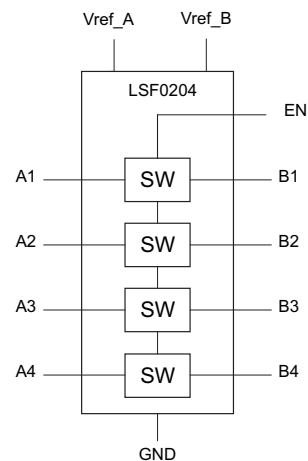 Vref_A Vref_B
LSF0204
EN
A1 SW B1
A2 SW B2
A3 SW B3
A4 SW B4
GND